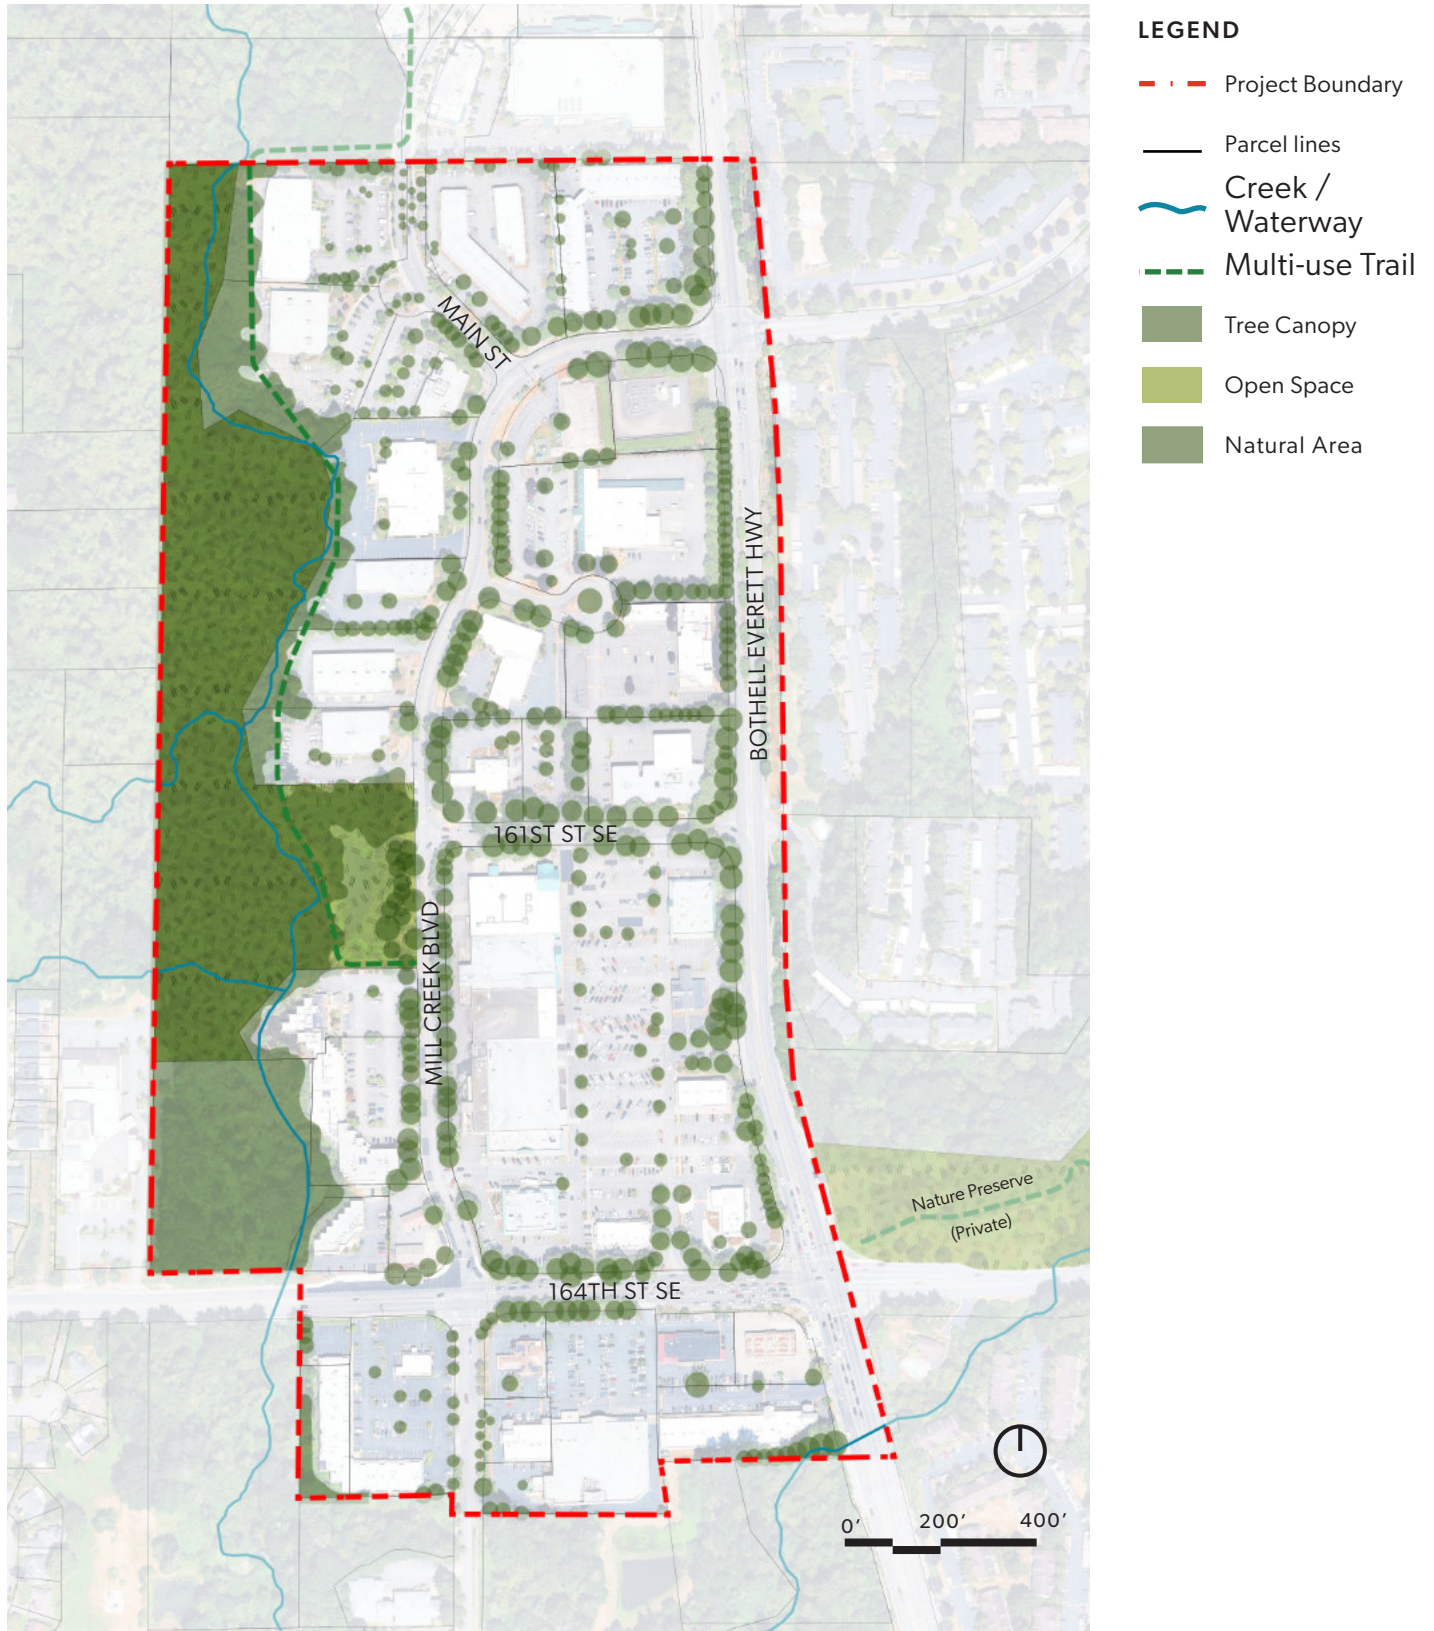 LEGEND
Project Boundary
Parcel lines
Creek /
Waterway
Multi-use Trail
Tree Canopy
Open Space
Natural Area
MAIN ST
BOTHELL EVERETT HWY
161ST ST SE
MILL CREEK BLVD
Nature Preserve
(Private)
164TH ST SE
0’ 200’ 400’